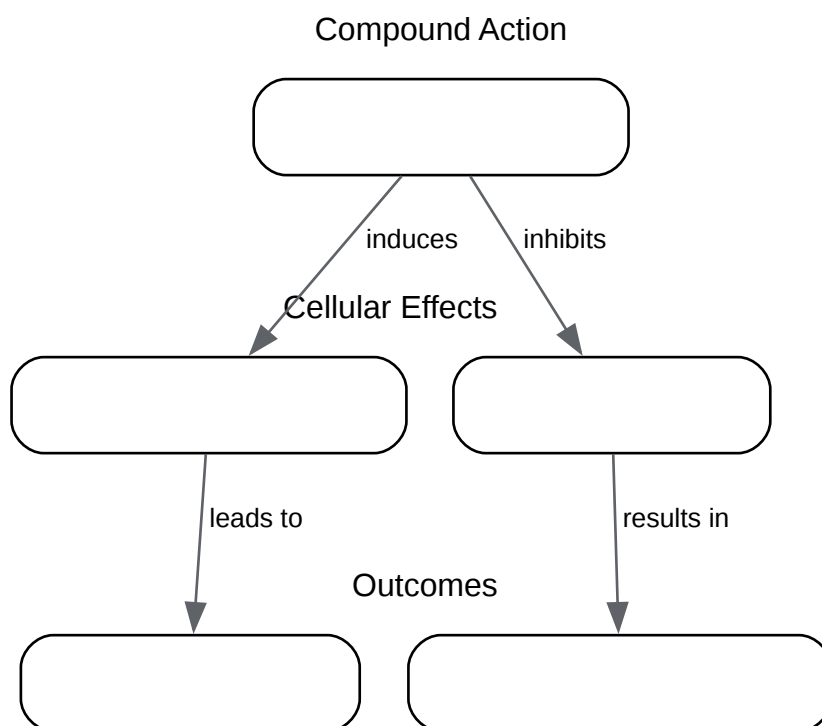 Compound Action
induces
inhibits
Cellular Effects
leads to
results in
Outcomes